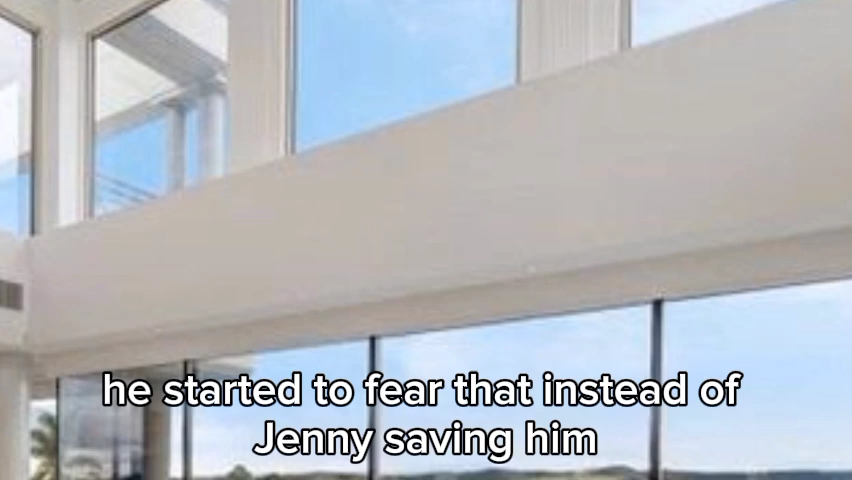 he started to fear that instead of
Jenny saving him